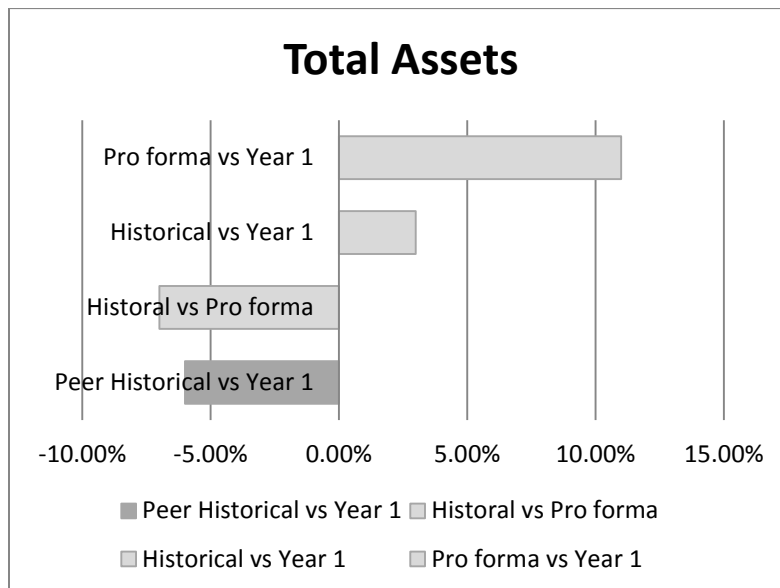 Total Assets
Pro forma vs Year 1
Historical vs Year 1
Historal vs Pro forma
Peer Historical vs Year 1
-10.00% -5.00% 0.00% 5.00% 10.00% 15.00%
Peer Historical vs Year 1 Historal vs Pro forma
Historical vs Year 1 Pro forma vs Year 1